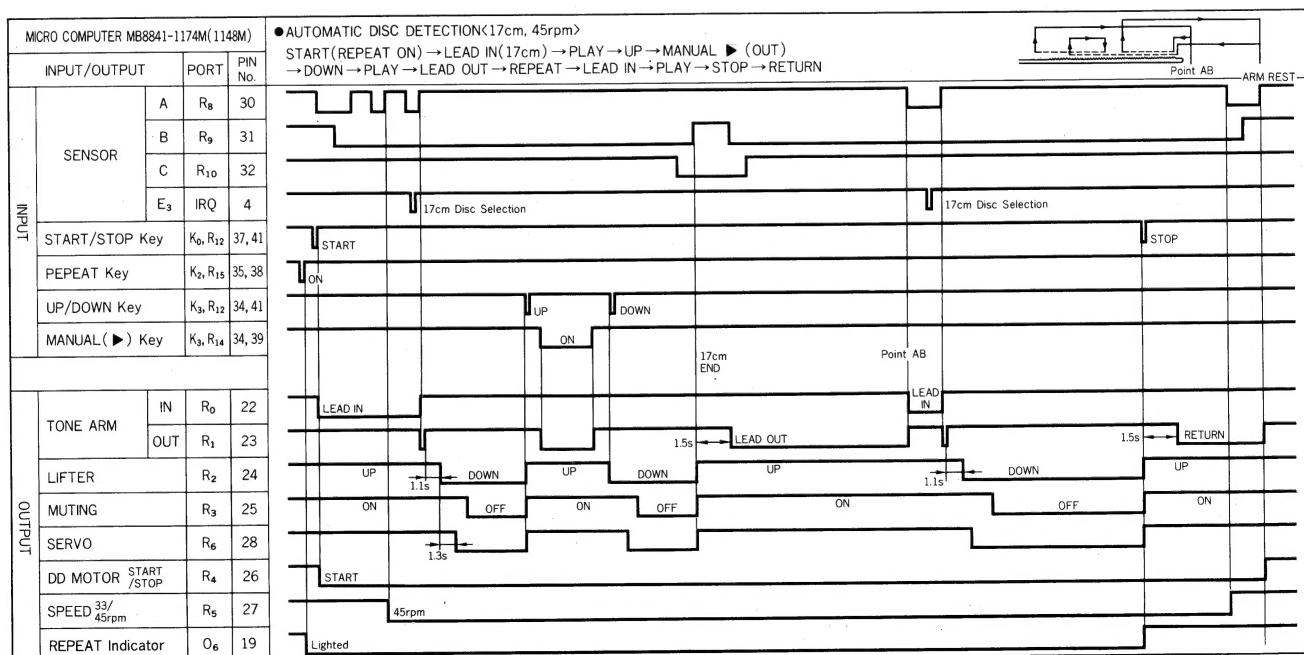 MICRO COMPUTER MB8841-1174M(1148M)
INPUT/OUTPUT PORT PIN No.
●AUTOMATIC DISC DETECTION<17cm, 45rpm>
START(REPEAT ON)→LEAD IN(17cm)→PLAY→UP→MANUAL ▶ (OUT)
→DOWN→PLAY→LEAD OUT→REPEAT→LEAD IN→PLAY→STOP→RETURN
Point AB
ARM REST
INPUT
SENSOR
A R8 30
B R9 31
C R10 32
E3 IRQ 4
17cm Disc Selection
17cm Disc Selection
START/STOP Key K0, R12 37, 41
START
STOP
PEPEAT Key K2, R15 35, 38
ON
UP/DOWN Key K3, R12 34, 41
UP
DOWN
MANUAL(▶) Key K3, R14 34, 39
ON
17cm
END
Point AB
OUTPUT
TONE ARM
IN R0 22
LEAD IN
LEAD
IN
OUT R1 23
1.5s
LEAD OUT
1.5s
RETURN
LIFTER R2 24
UP
1.1s
DOWN
UP
DOWN
UP
1.1s
DOWN
UP
MUTING R3 25
ON
OFF
ON
OFF
ON
OFF
ON
SERVO R6 28
1.3s
DD MOTOR START/STOP R4 26
START
SPEED 33/45rpm R5 27
45rpm
REPEAT Indicator O6 19
Lighted